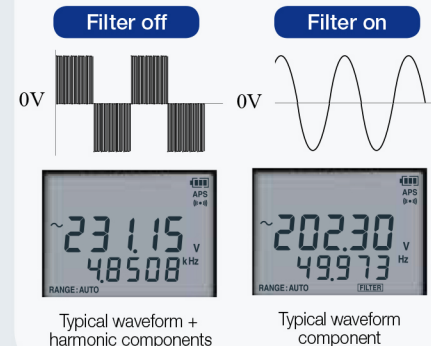 Filter off
Filter on
0V
0V
APS
~231.15 V
4.8508 kHz
RANGE: AUTO
APS
~202.30 V
49.973 Hz
RANGE: AUTO FILTER
Typical waveform +
harmonic components
Typical waveform
component